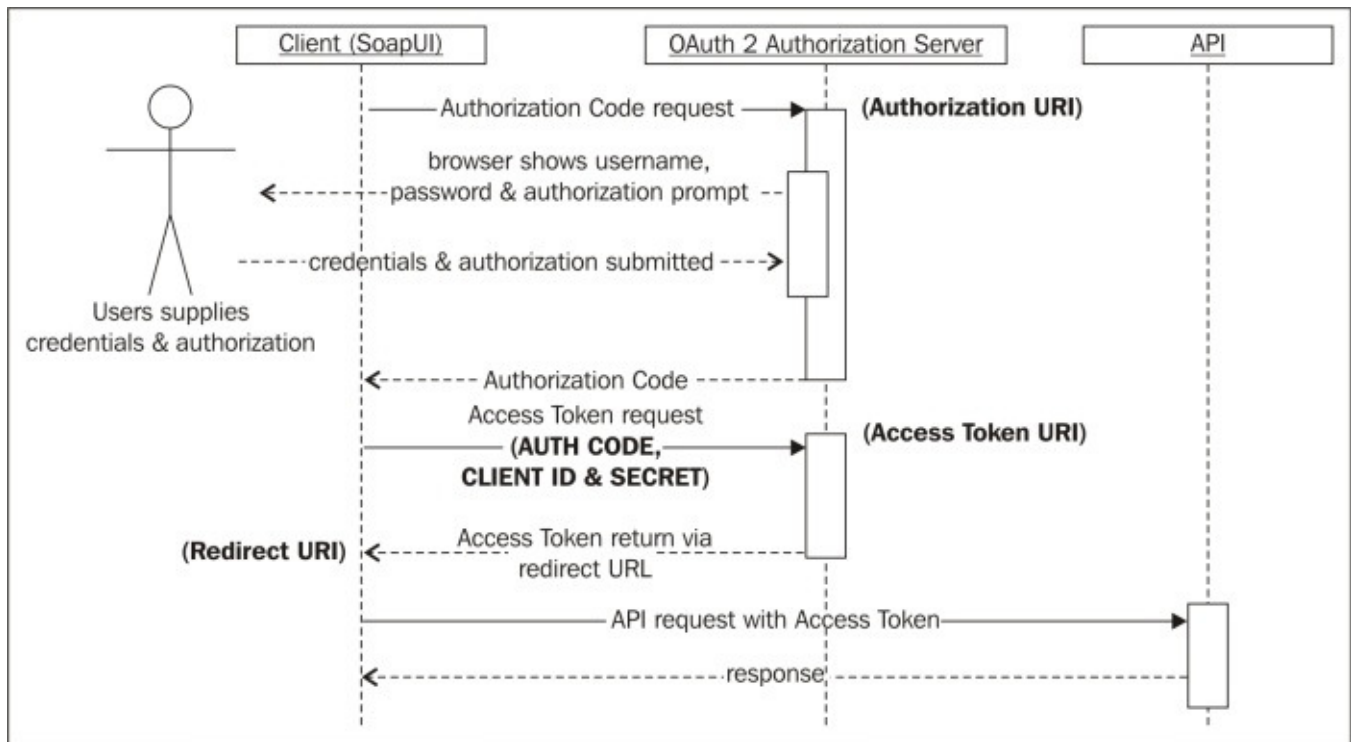 Client (SoapUI)
OAuth 2 Authorization Server
API
Authorization Code request
(Authorization URI)
browser shows username,
password & authorization prompt
credentials & authorization submitted
Users supplies
credentials & authorization
Authorization Code
Access Token request
(AUTH CODE,
CLIENT ID & SECRET)
(Access Token URI)
(Redirect URI)
Access Token return via
redirect URL
API request with Access Token
response